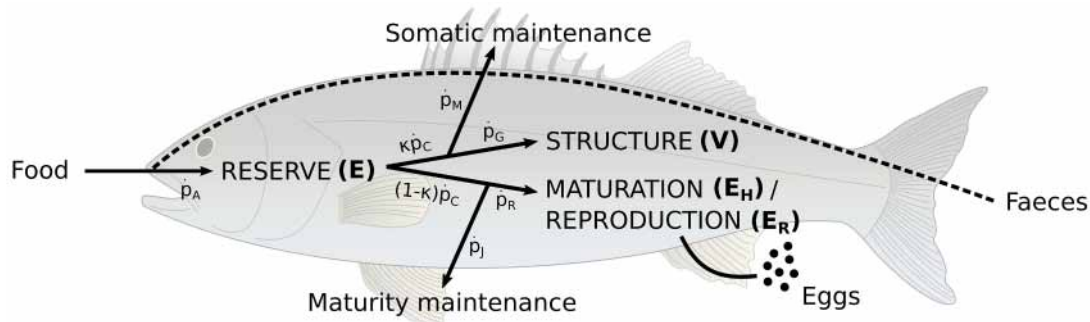 Somatic maintenance
ṗM
κṗC
ṗG
STRUCTURE (V)
Food
ṗA
RESERVE (E)
(1-κ)ṗC
ṗR
MATURATION (EH) /
REPRODUCTION (ER)
Faeces
ṗJ
Maturity maintenance
Eggs